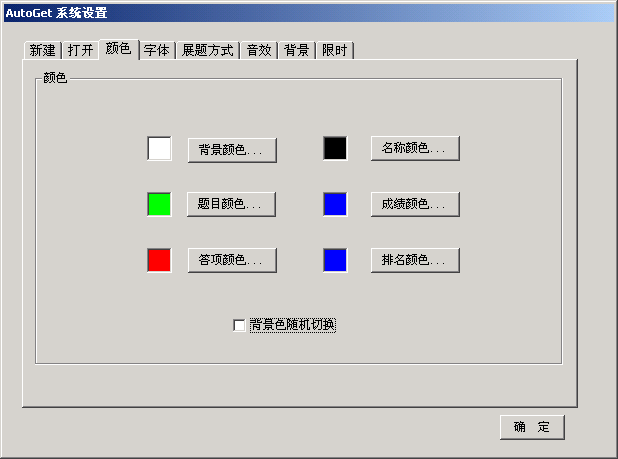 AutoGet 系统设置
新建 打开 颜色 字体 展题方式 音效 背景 限时
颜色
背景颜色... 名称颜色...
题目颜色... 成绩颜色...
答项颜色... 排名颜色...
背景色随机切换
确 定